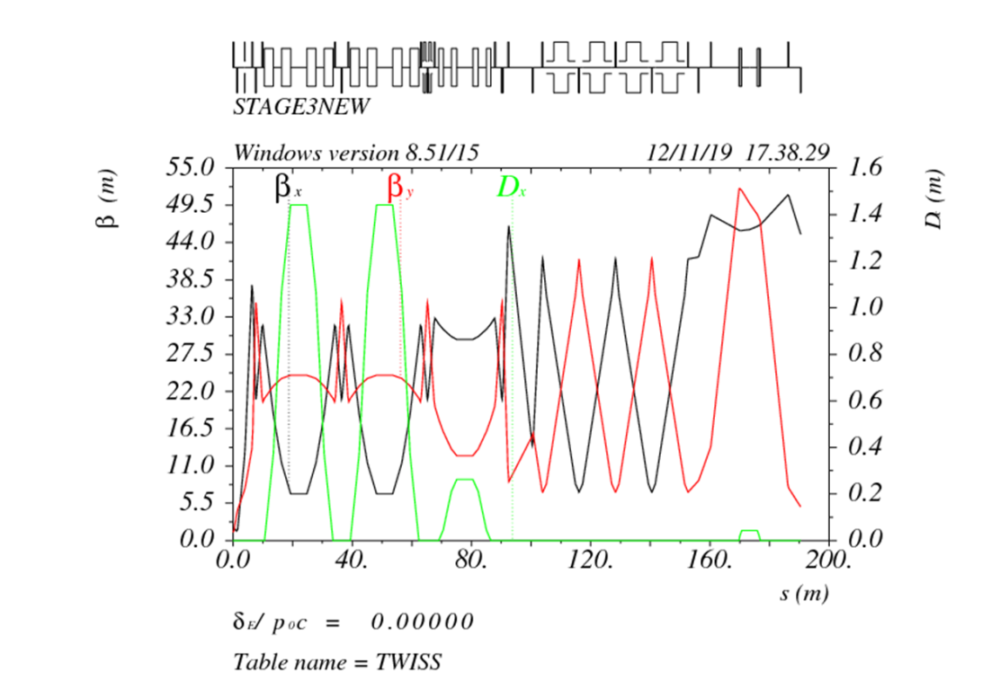 STAGE3NEW
Windows version 8.51/15 12/11/19 17.38.29
β (m)
55.0
49.5
44.0
38.5
33.0
27.5
22.0
16.5
11.0
5.5
0.0
βx βy Dx
1.6
1.4
1.2
1.0
0.8
0.6
0.4
0.2
0.0
Dx (m)
0.0 40. 80. 120. 160. 200.
s (m)
δE/ p0c = 0.00000
Table name = TWISS